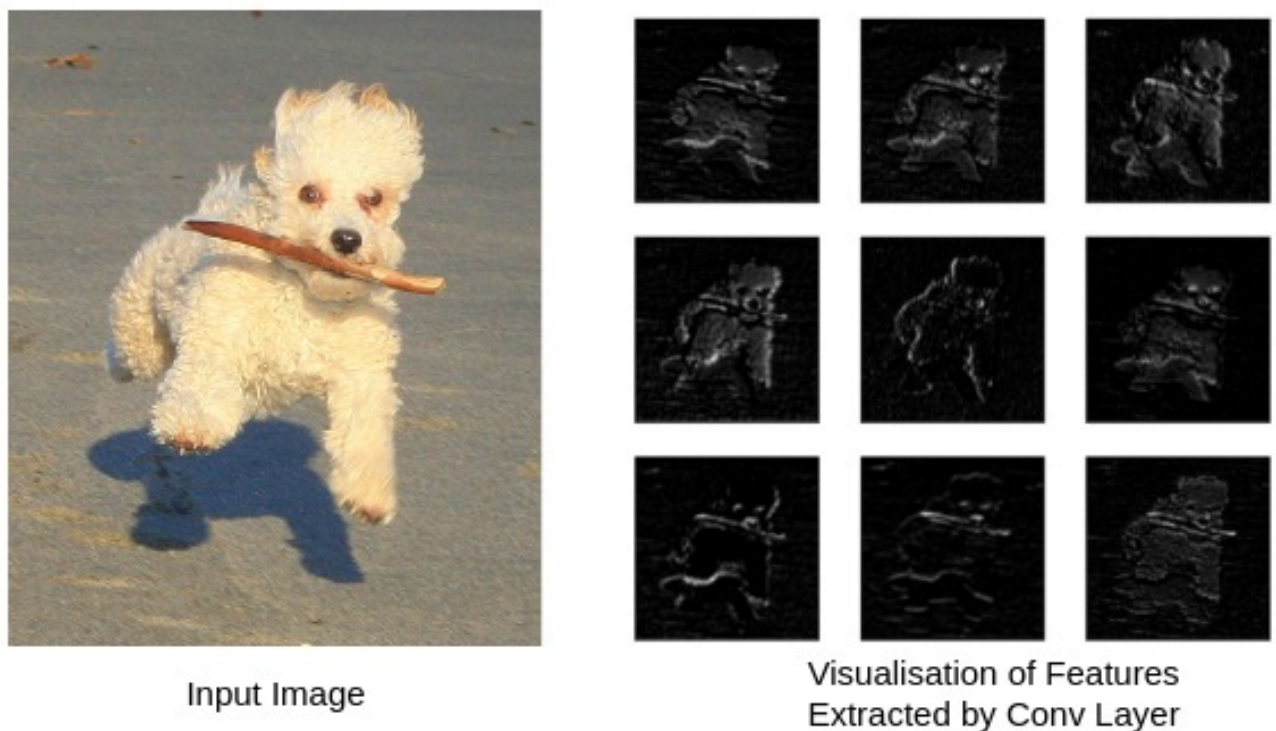 Input Image
Visualisation of Features
Extracted by Conv Layer